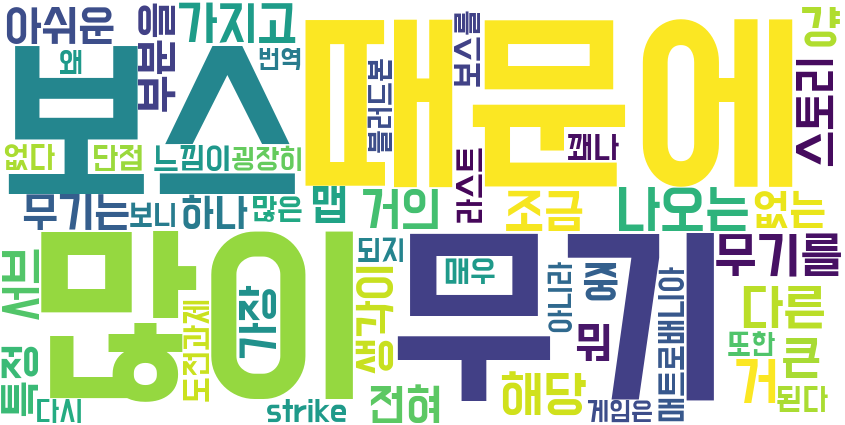 아쉬운
왜
를
부분
가지고
번역
보스
때문에
보스를
블러드본
꽤나
라스트
걍
스토리
없다
단점
느낌이
굉장히
무기는
보니
하나
많은
맵
거의
조금
나오는
없는
많이
무기
무기를
되지
매우
생각이
가장
도전과제
서브
특정
다시
strike
전혀
해당
아니라
중
뭐
봄트로배니아
다른
또한
큰
거
된다
게임은